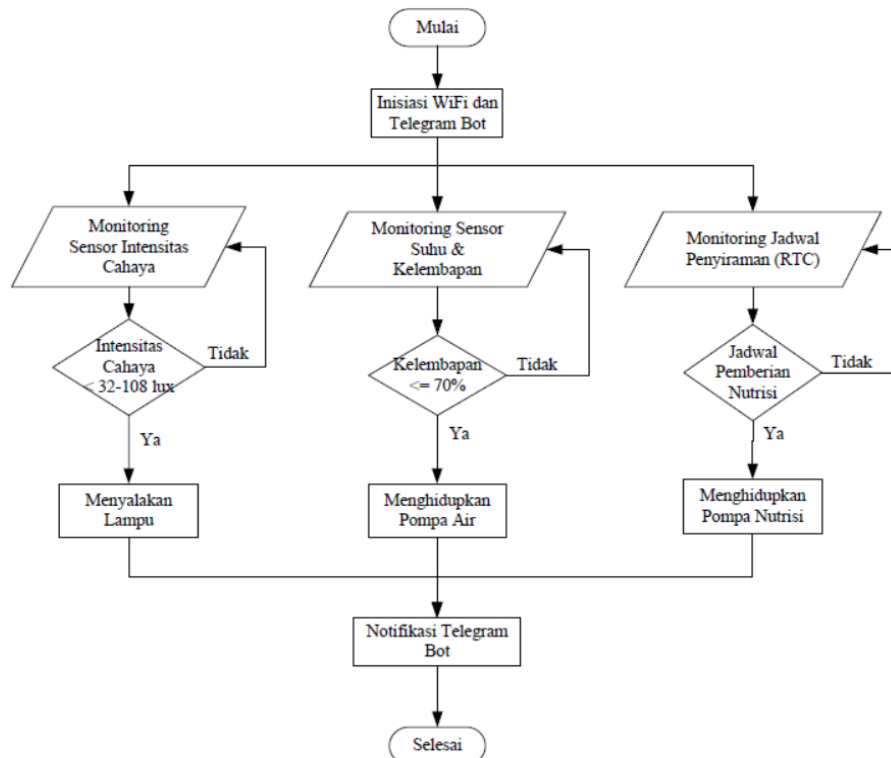 Mulai
Inisiasi WiFi dan
Telegram Bot
Monitoring
Sensor Intensitas
Cahaya
Monitoring Sensor
Suhu &
Kelembapan
Monitoring Jadwal
Penyiraman (RTC)
Intensitas
Cahaya
< 32-108 lux
Tidak
Kelembapan
<= 70%
Tidak
Jadwal
Pemberian
Nutrisi
Tidak
Ya
Ya
Ya
Menyalakan
Lampu
Menghidupkan
Pompa Air
Menghidupkan
Pompa Nutrisi
Notifikasi Telegram
Bot
Selesai